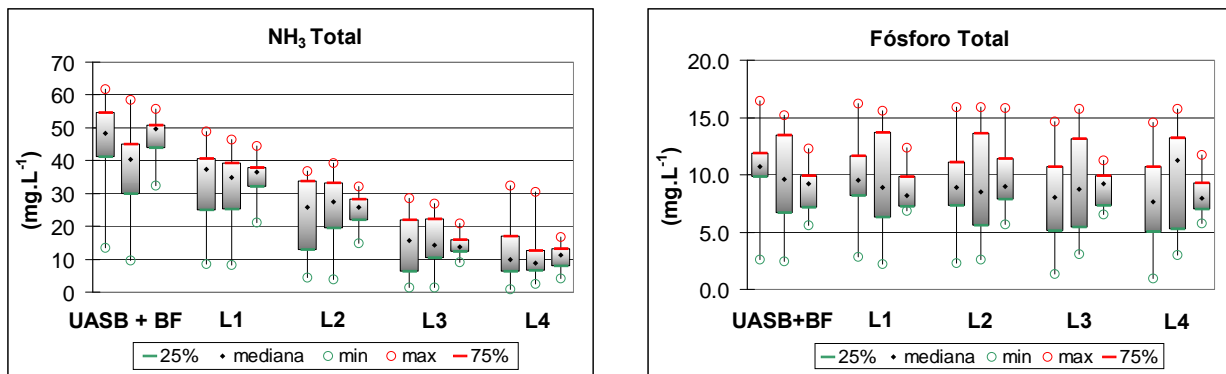 NH₃ Total
(mg.L⁻¹)
70
60
50
40
30
20
10
0
UASB + BF L1 L2 L3 L4
25% mediana min max 75%
Fósforo Total
(mg.L⁻¹)
20.0
15.0
10.0
5.0
0.0
UASB+BF L1 L2 L3 L4
25% mediana min max 75%